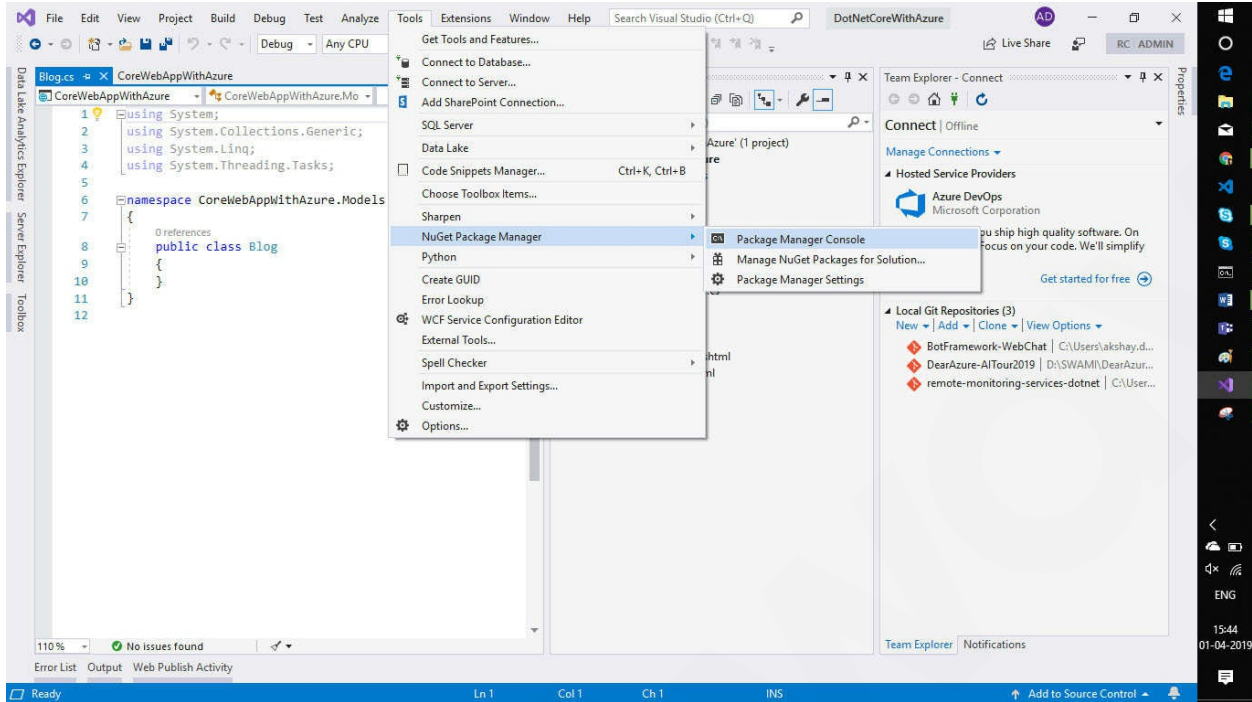 File Edit View Project Build Debug Test Analyze Tools Extensions Window Help Search Visual Studio (Ctrl+Q) DotNetCoreWithAzure AD
Debug Any CPU Live Share RC ADMIN
Data Lake Analytics Explorer
Server Explorer
Toolbox
Blog.cs CoreWebAppWithAzure
CoreWebAppWithAzure CoreWebAppWithAzure.Mo
1 using System;
2 using System.Collections.Generic;
3 using System.Linq;
4 using System.Threading.Tasks;
5
6 namespace CoreWebAppWithAzure.Models
7 {
0 references
8 public class Blog
9 {
10 }
11 }
12
110 % No issues found
Get Tools and Features...
Connect to Database...
Connect to Server...
Add SharePoint Connection...
SQL Server
Data Lake
Code Snippets Manager... Ctrl+K, Ctrl+B
Choose Toolbox Items...
Sharpen
NuGet Package Manager
Python
Create GUID
Error Lookup
WCF Service Configuration Editor
External Tools...
Spell Checker
Import and Export Settings...
Customize...
Options...
Package Manager Console
Manage NuGet Packages for Solution...
Package Manager Settings
Azure' (1 project)
Team Explorer - Connect
Connect | Offline
Manage Connections
Hosted Service Providers
Azure DevOps
Microsoft Corporation
you ship high quality software. On
focus on your code. We'll simplify
Get started for free
Local Git Repositories (3)
New | Add | Clone | View Options
BotFramework-WebChat | C:\Users\akshay.d...
DearAzure-AITour2019 | D:\SWAMI\DearAzur...
remote-monitoring-services-dotnet | C:\User...
Team Explorer Notifications
Properties
Error List Output Web Publish Activity
Ready Ln 1 Col 1 Ch 1 INS Add to Source Control
ENG
15:44
01-04-2019